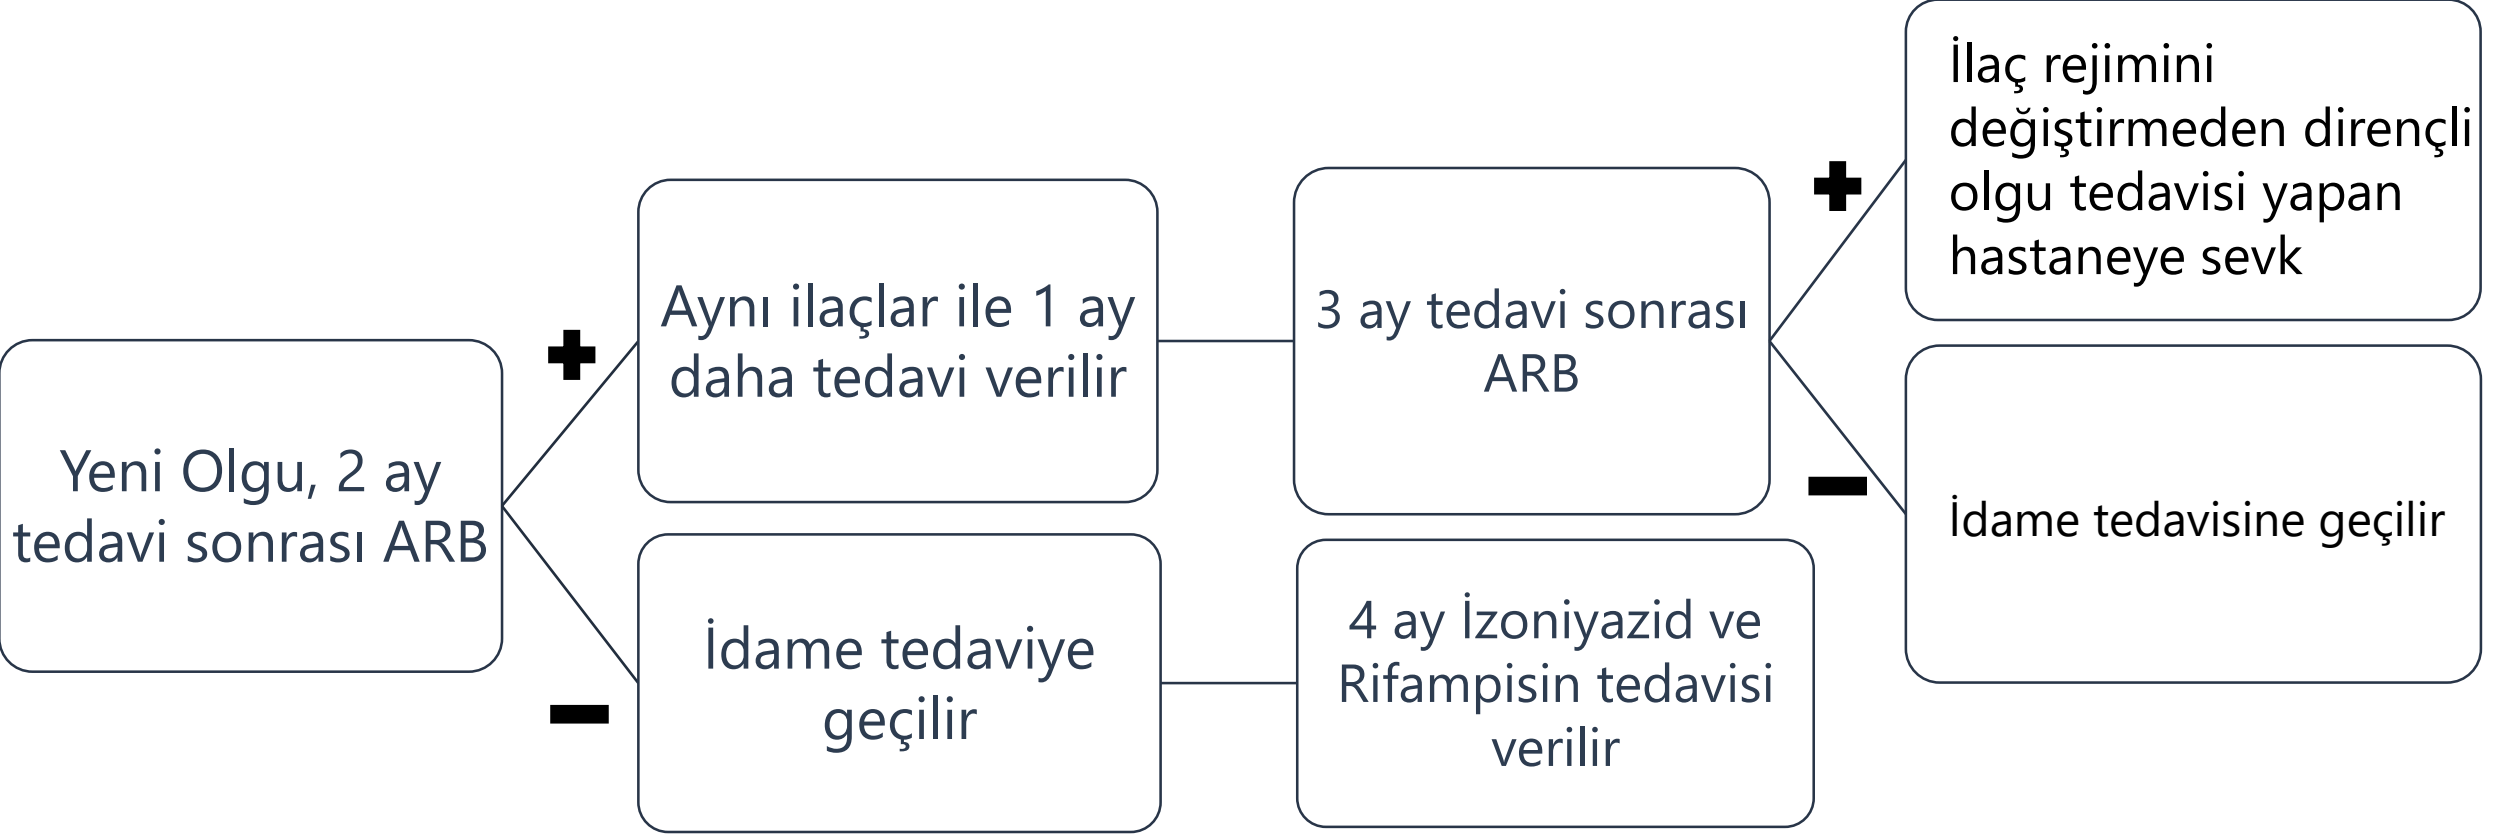 Yeni Olgu, 2 ay
tedavi sonrası ARB
+
Aynı ilaçlar ile 1 ay
daha tedavi verilir
3 ay tedavi sonrası
ARB
+
İlaç rejimini
değiştirmeden dirençli
olgu tedavisi yapan
hastaneye sevk
-
İdame tedavisine geçilir
-
İdame tedaviye
geçilir
4 ay İzoniyazid ve
Rifampisin tedavisi
verilir